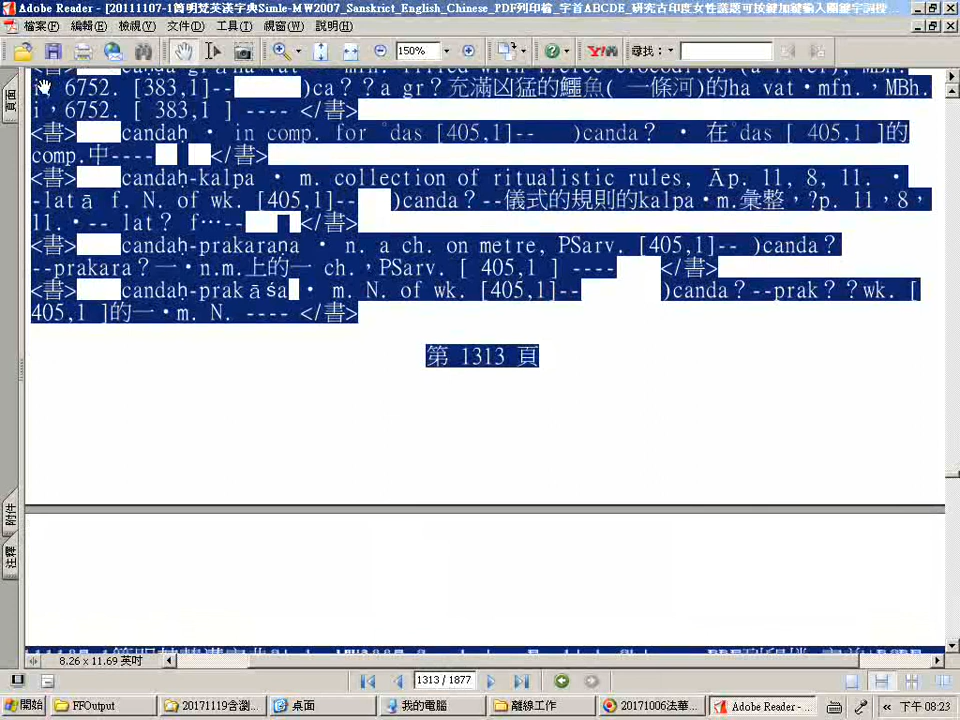 Adobe Reader - [20111107-1簡明梵英漢字典Simle-MW2007_Sanskrict_English_Chinese_PDF列印檔_字首ABCDE_研究古印度女性議題可按鍵加鍵輸入關鍵字詞按
檔案(F) 編輯(E) 檢視(V) 文件(D) 工具(T) 視窗(W) 說明(H)
150% 尋找:
i, 6752. [383,1]-- )ca??a gr?充滿凶猛的鱷魚( 一條河)的ha vat·mfn.,MBh.
i,6752. [ 383,1 ] ---- </書>
<書> candaḥ · in comp. for °das [405,1]-- )canda? · 在°das [ 405,1 ]的
comp.中---- </書>
<書> candaḥ-kalpa · m. collection of ritualistic rules, Āp. 11, 8, 11. ·
-latā f. N. of wk. [405,1]-- )canda?--儀式的規則的kalpa·m.彙整,?p. 11,8,
11.·-- lat? f…-- </書>
<書> candaḥ-prakaraṇa · n. a ch. on metre, PSarv. [405,1]-- )canda?
--prakara?一·n.m.上的一 ch.,PSarv. [ 405,1 ] ---- </書>
<書> candaḥ-prakāśa · m. N. of wk. [405,1]-- )canda?--prak??wk. [
405,1 ]的一·m. N. ---- </書>
第 1313 頁
頁面
附件
註釋
8.26 x 11.69 英吋
1313 / 1877
開始 FFOutput 20171119含瀏... 桌面 我的電腦 離線工作 20171006法華... Adobe Reader - [... 下午 08:23